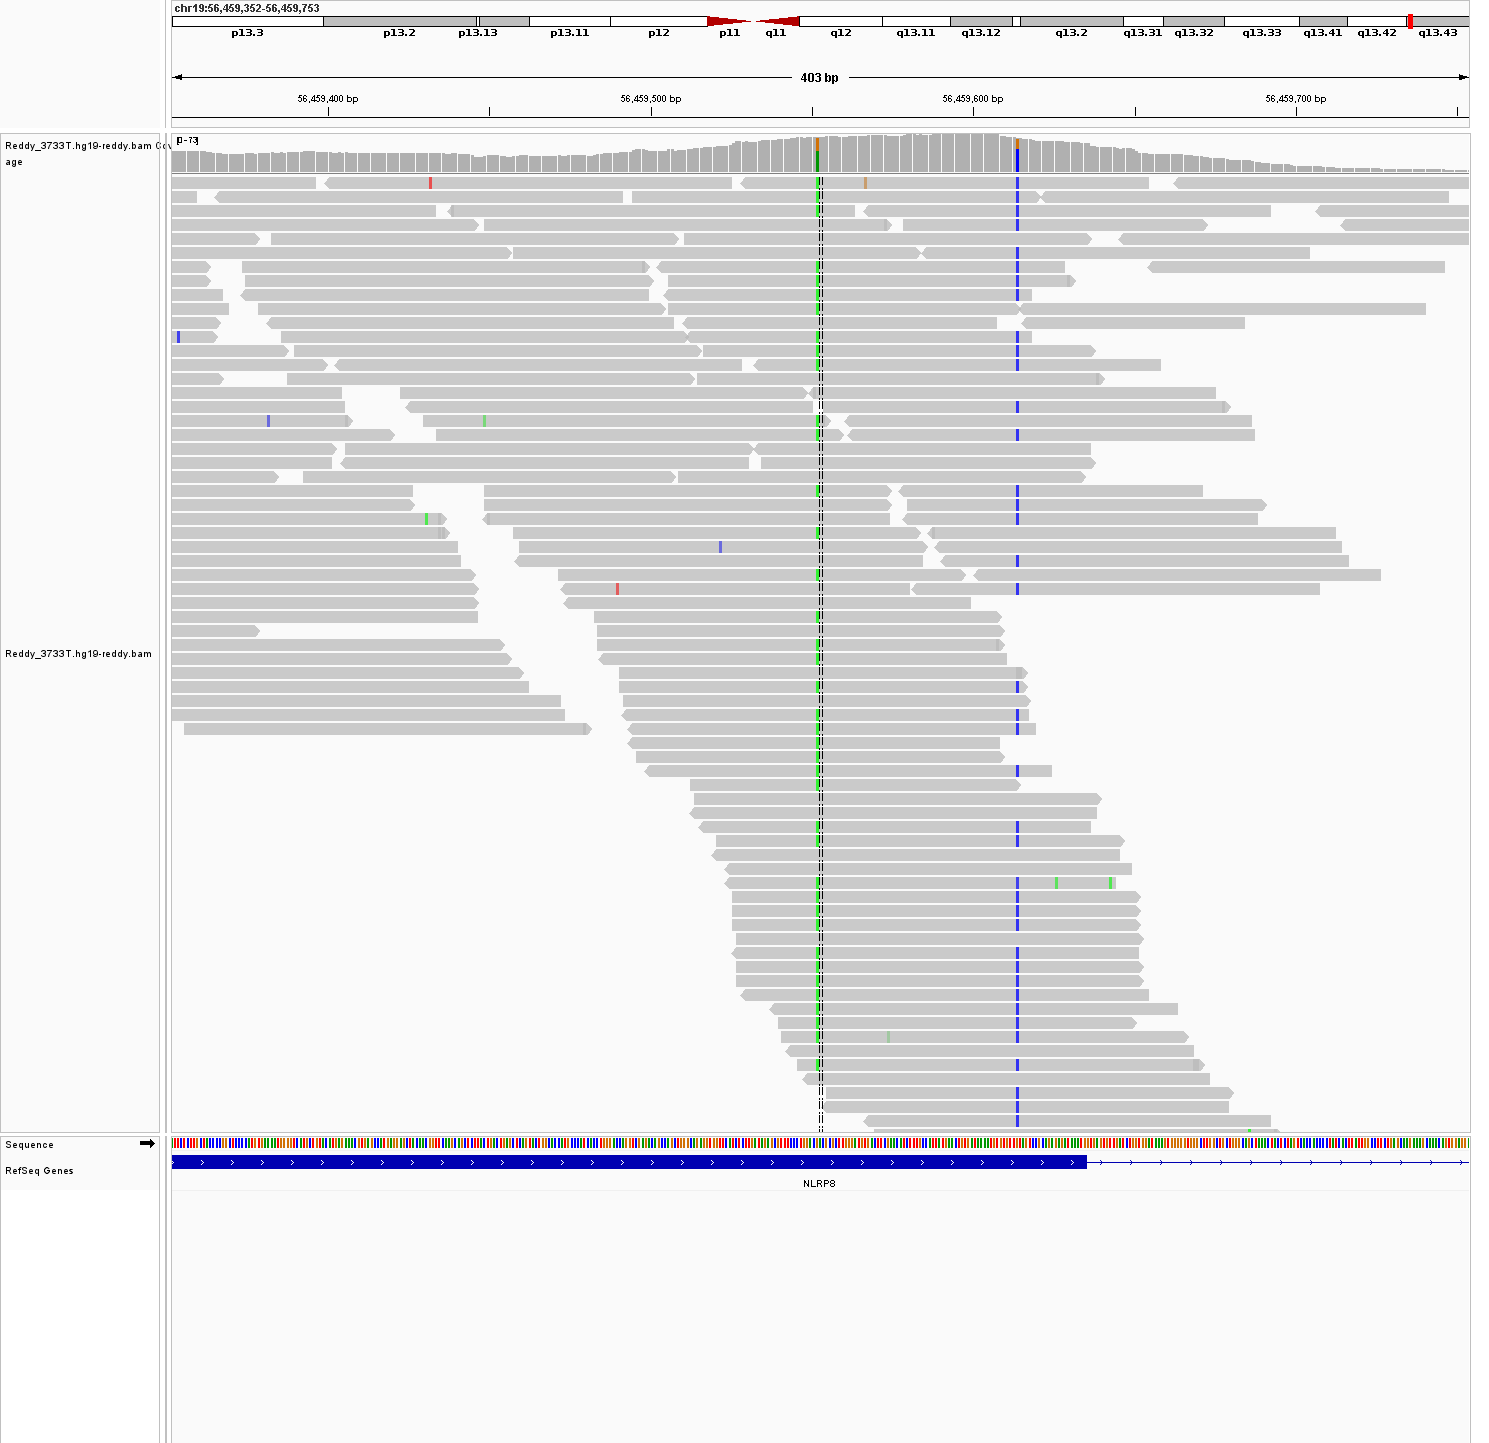 chr19:56,459,352-56,459,753
p13.3 p13.2 p13.13 p13.11 p12 p11 q11 q12 q13.11 q13.12 q13.2 q13.31 q13.32 q13.33 q13.41 q13.42 q13.43
403 bp
56,459,400 bp 56,459,500 bp 56,459,600 bp 56,459,700 bp
Reddy_3733T.hg19-reddy.bam Cov
age
[0-73]
Reddy_3733T.hg19-reddy.bam
Sequence
RefSeq Genes
NLRP8